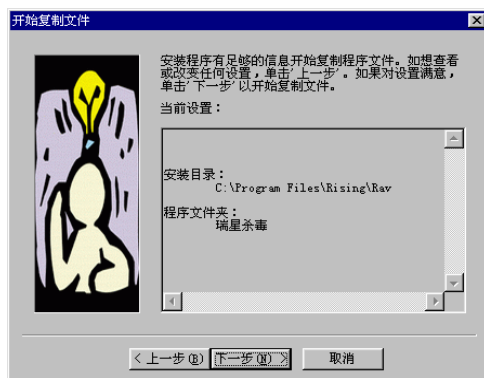 开始复制文件
安装程序有足够的信息开始复制程序文件。如想查看
或改变任何设置，单击'上一步'。如果对设置满意，
单击'下一步'以开始复制文件。
当前设置：
安装目录：
C:\Program Files\Rising\Rav
程序文件夹：
瑞星杀毒
< 上一步(B)
下一步(N) >
取消